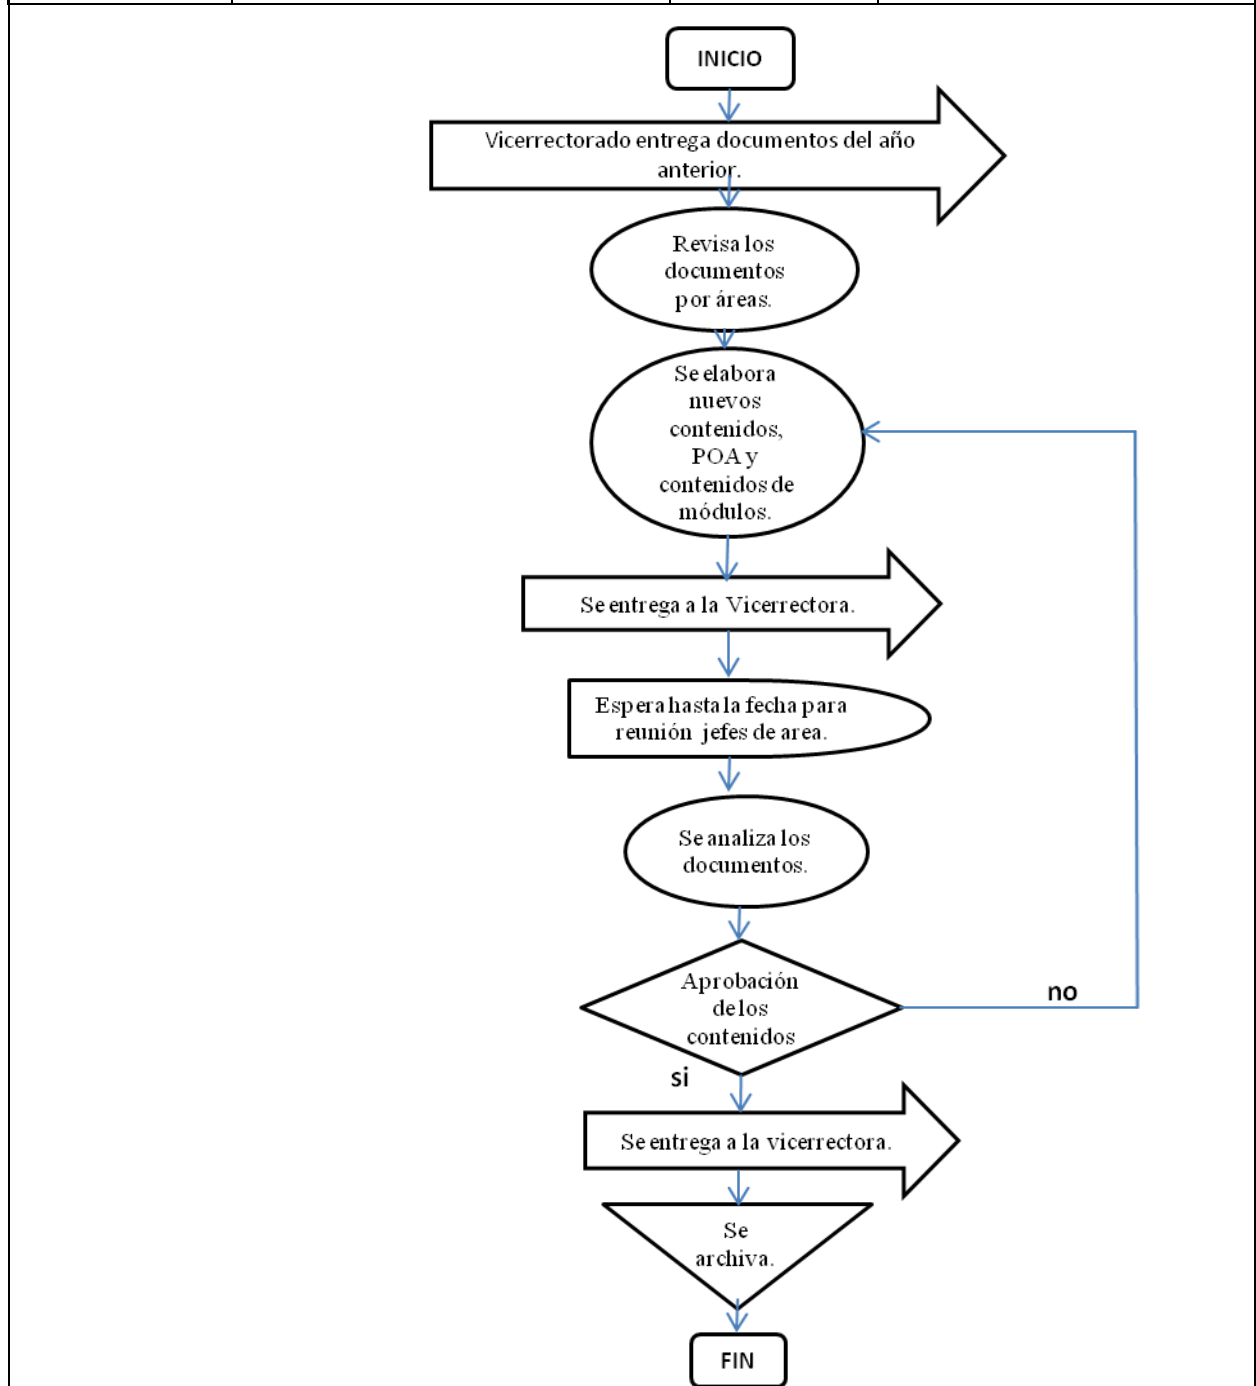 INICIO
Vicerrectorado entrega documentos del año
anterior.
Revisa los
documentos
por áreas.
Se elabora
nuevos
contenidos,
POA y
contenidos de
módulos.
Se entrega a la Vicerrectora.
Espera hasta la fecha para
reunión jefes de area.
Se analiza los
documentos.
Aprobación
de los
contenidos
no
si
Se entrega a la vicerrectora.
Se
archiva.
FIN